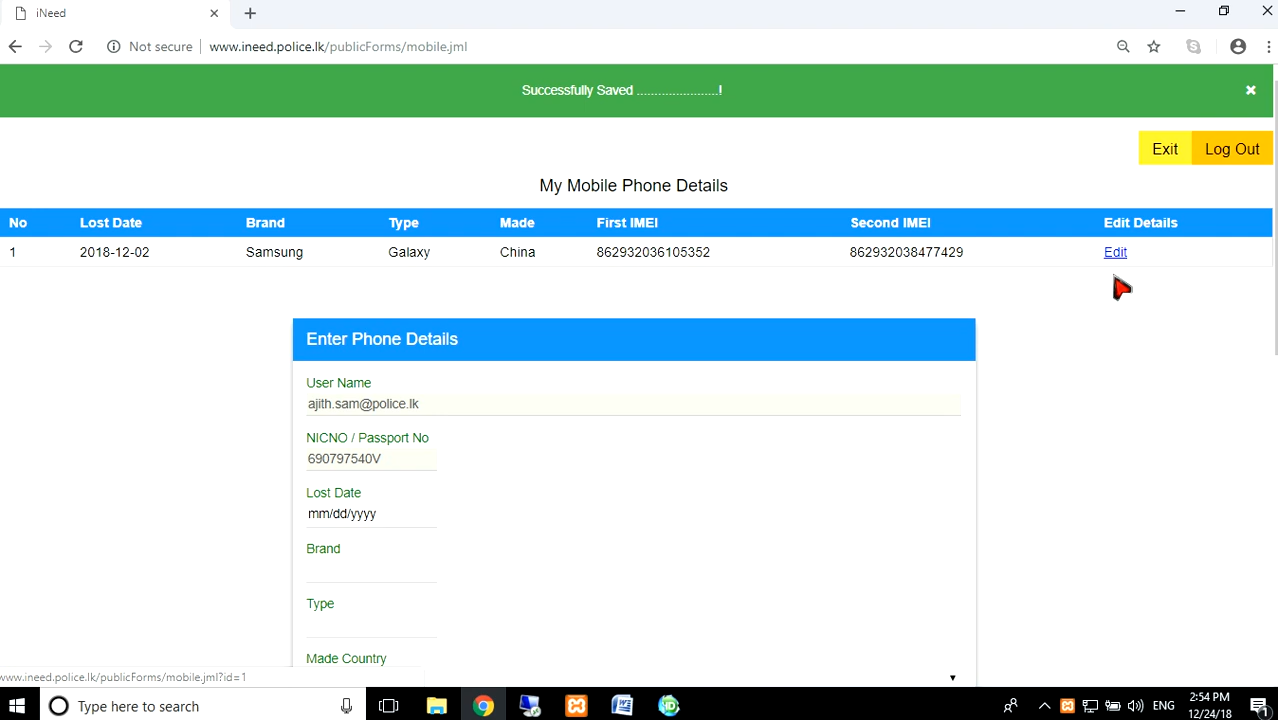 iNeed
Not secure www.ineed.police.lk/publicForms/mobile.jml
Successfully Saved .......................!
Exit Log Out
My Mobile Phone Details
No Lost Date Brand Type Made First IMEI Second IMEI Edit Details
1 2018-12-02 Samsung Galaxy China 862932036105352 862932038477429 Edit
Enter Phone Details
User Name
ajith.sam@police.lk
NICNO / Passport No
690797540V
Lost Date
mm/dd/yyyy
Brand
Type
Made Country
www.ineed.police.lk/publicForms/mobile.jml?id=1
Type here to search
ENG
2:54 PM
12/24/18
1